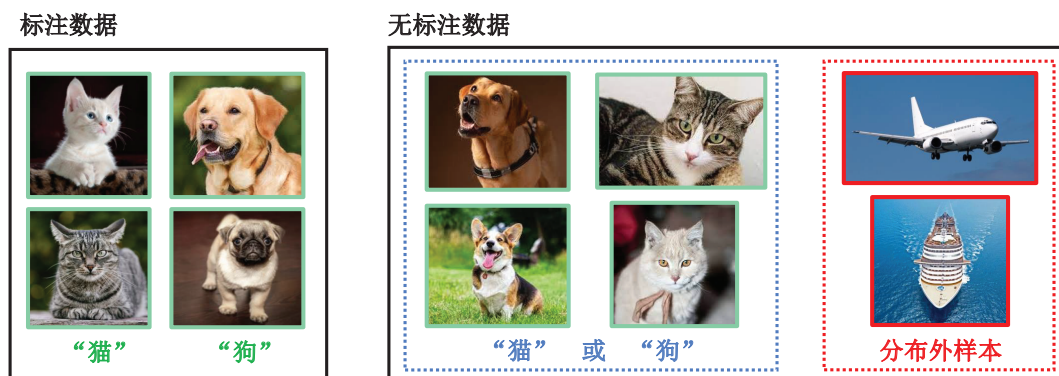 标注数据
无标注数据
“猫”
“狗”
“猫” 或 “狗”
分布外样本